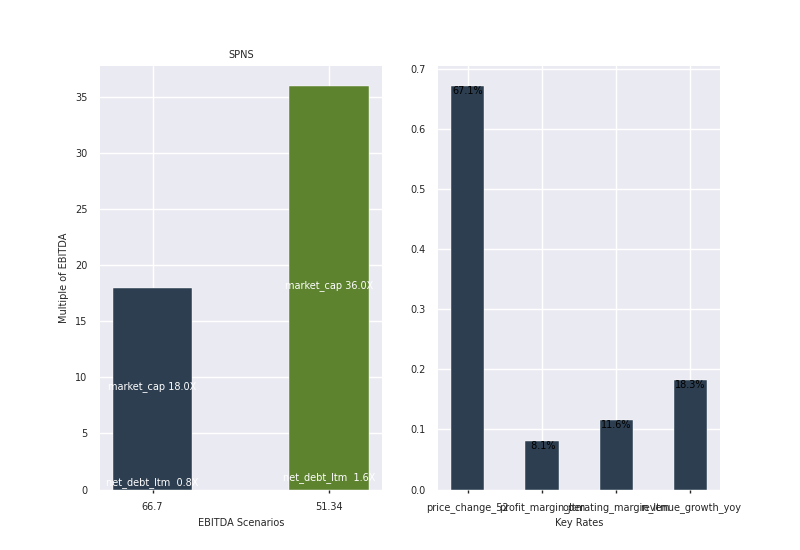 SPNS
35
30
25
20
15
10
5
0
Multiple of EBITDA
market_cap 18.0X
net_debt_ltm 0.8X
market_cap 36.0X
net_debt_ltm 1.6X
66.7
51.34
EBITDA Scenarios
0.7
0.6
0.5
0.4
0.3
0.2
0.1
0.0
67.1%
8.1%
11.6%
18.3%
price_change_52
profit_margin_ltm
operating_margin_ltm
revenue_growth_yoy
Key Rates